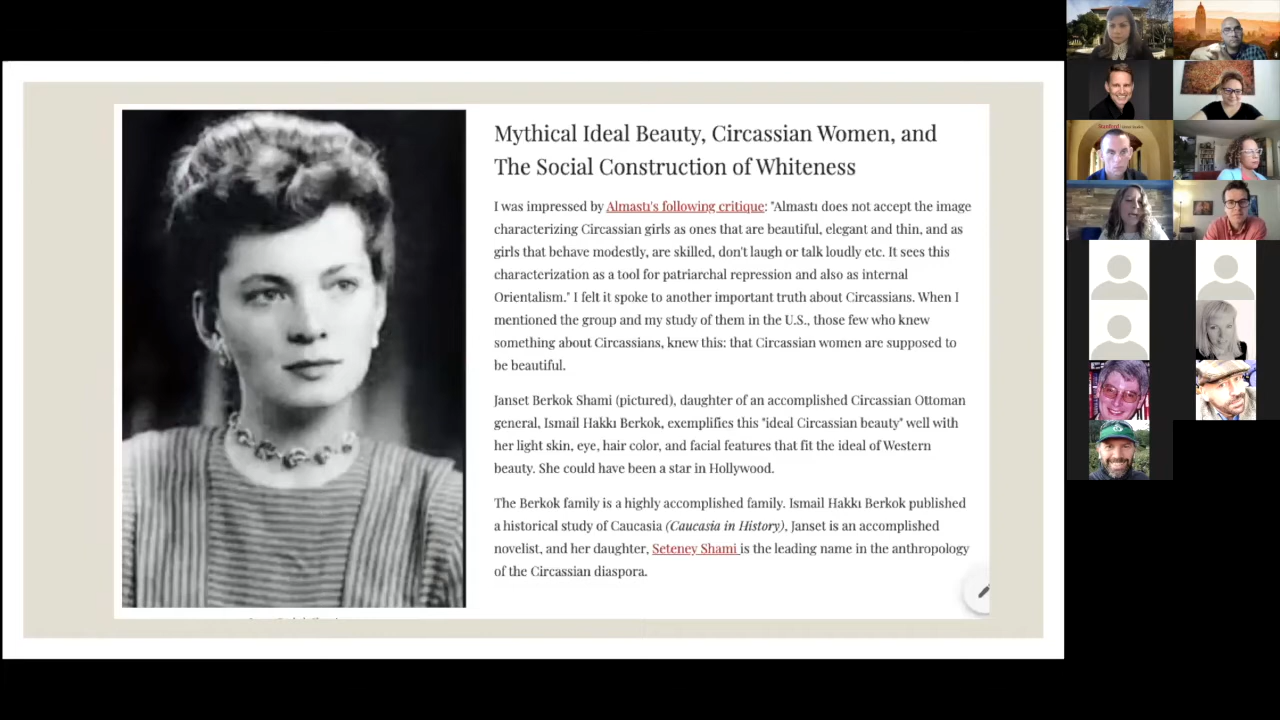 Mythical Ideal Beauty, Circassian Women, and
The Social Construction of Whiteness
I was impressed by Almastı's following critique: "Almastı does not accept the image
characterizing Circassian girls as ones that are beautiful, elegant and thin, and as
girls that behave modestly, are skilled, don't laugh or talk loudly etc. It sees this
characterization as a tool for patriarchal repression and also as internal
Orientalism." I felt it spoke to another important truth about Circassians. When I
mentioned the group and my study of them in the U.S., those few who knew
something about Circassians, knew this: that Circassian women are supposed to
be beautiful.
Janset Berkok Shami (pictured), daughter of an accomplished Circassian Ottoman
general, Ismail Hakkı Berkok, exemplifies this "ideal Circassian beauty" well with
her light skin, eye, hair color, and facial features that fit the ideal of Western
beauty. She could have been a star in Hollywood.
The Berkok family is a highly accomplished family. Ismail Hakkı Berkok published
a historical study of Caucasia (Caucasia in History), Janset is an accomplished
novelist, and her daughter, Seteney Shami is the leading name in the anthropology
of the Circassian diaspora.